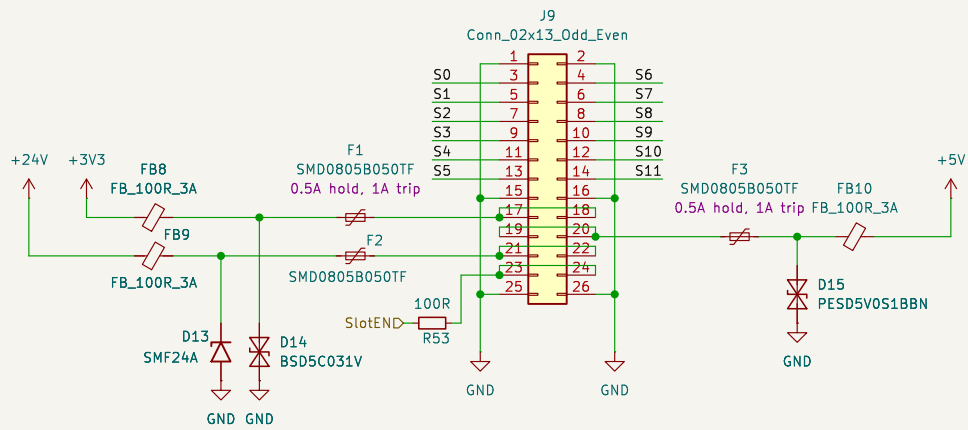 J9
Conn_02x13_Odd_Even
1 2
S0 3 4 S6
S1 5 6 S7
S2 7 8 S8
S3 9 10 S9
S4 11 12 S10
S5 13 14 S11
15 16
17 18
19 20
21 22
23 24
25 26
+24V
+3V3
FB8
FB_100R_3A
FB9
FB_100R_3A
F1
SMD0805B050TF
0.5A hold, 1A trip
F2
SMD0805B050TF
F3
SMD0805B050TF
0.5A hold, 1A trip
FB10
FB_100R_3A
+5V
100R
SlotEN
R53
D13
SMF24A
D14
BSD5C031V
D15
PESD5V0S1BBN
GND
GND
GND
GND
GND